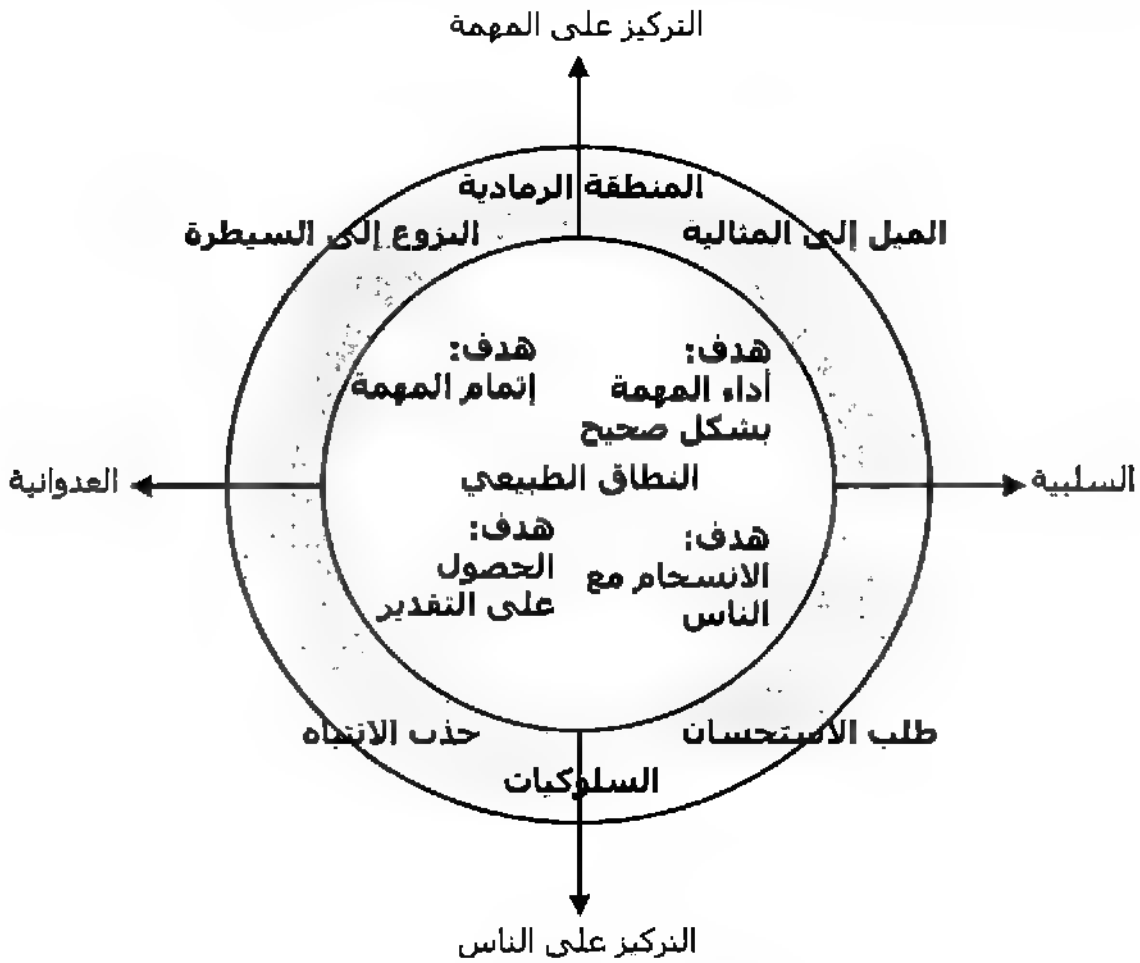 التركيز على المهمة
المنطقة الرمادية
الميل إلى المثالية
النزوع إلى السيطرة
هدف:
أداء المهمة
بشكل صحيح
هدف:
إتمام المهمة
النطاق الطبيعي
السلبية
العدوانية
هدف:
الانسجام مع
الناس
هدف:
الحصول
على التقدير
طلب الاستحسان
جذب الانتباه
السلوكيات
التركيز على الناس